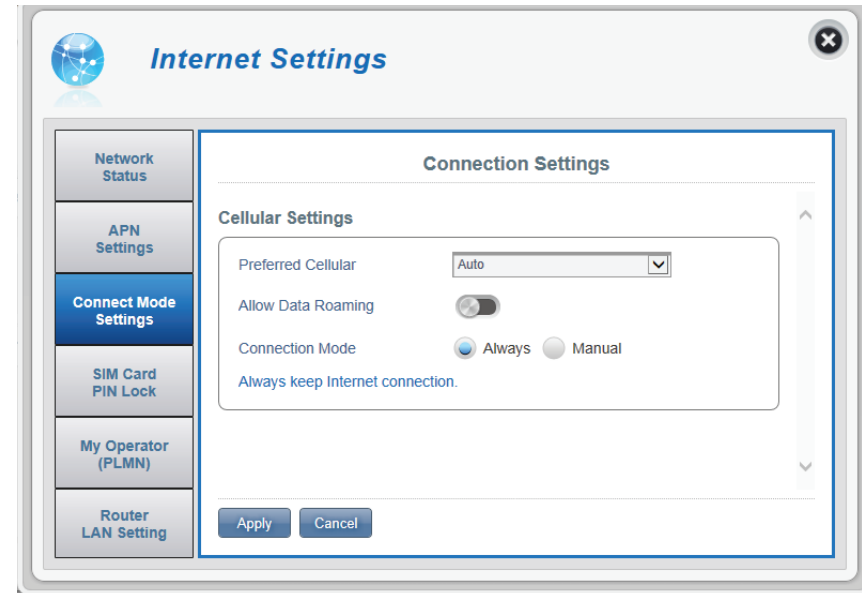 Internet Settings
Network
Status
APN
Settings
Connect Mode
Settings
SIM Card
PIN Lock
My Operator
(PLMN)
Router
LAN Setting
Connection Settings
Cellular Settings
Preferred Cellular Auto
Allow Data Roaming
Connection Mode Always Manual
Always keep Internet connection.
Apply Cancel